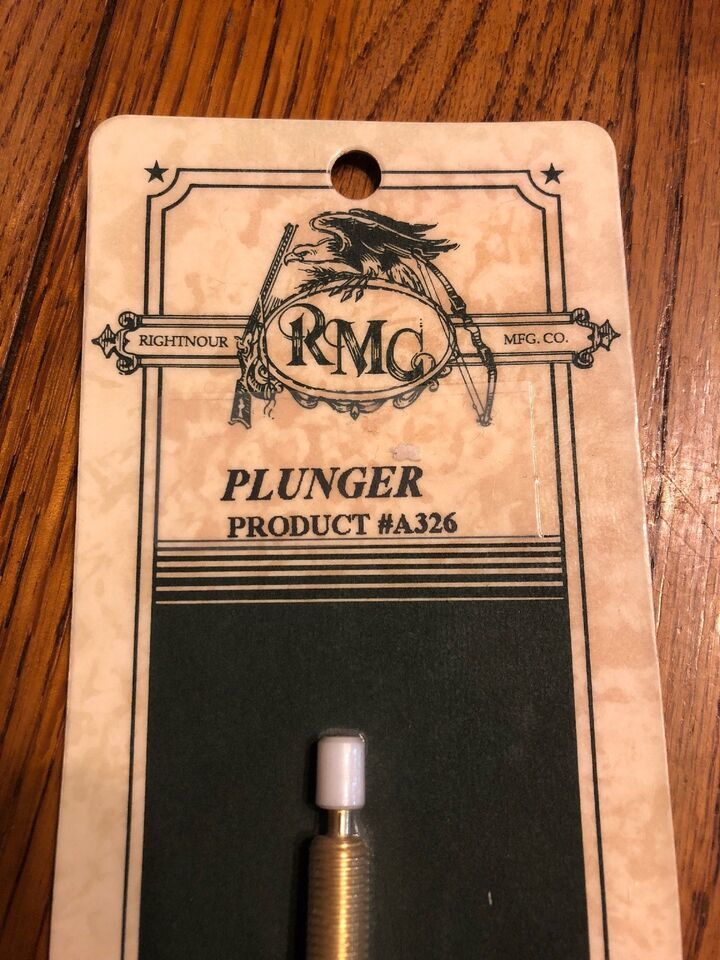 RIGHTNOUR RMC MFG. CO.
PLUNGER
PRODUCT #A326